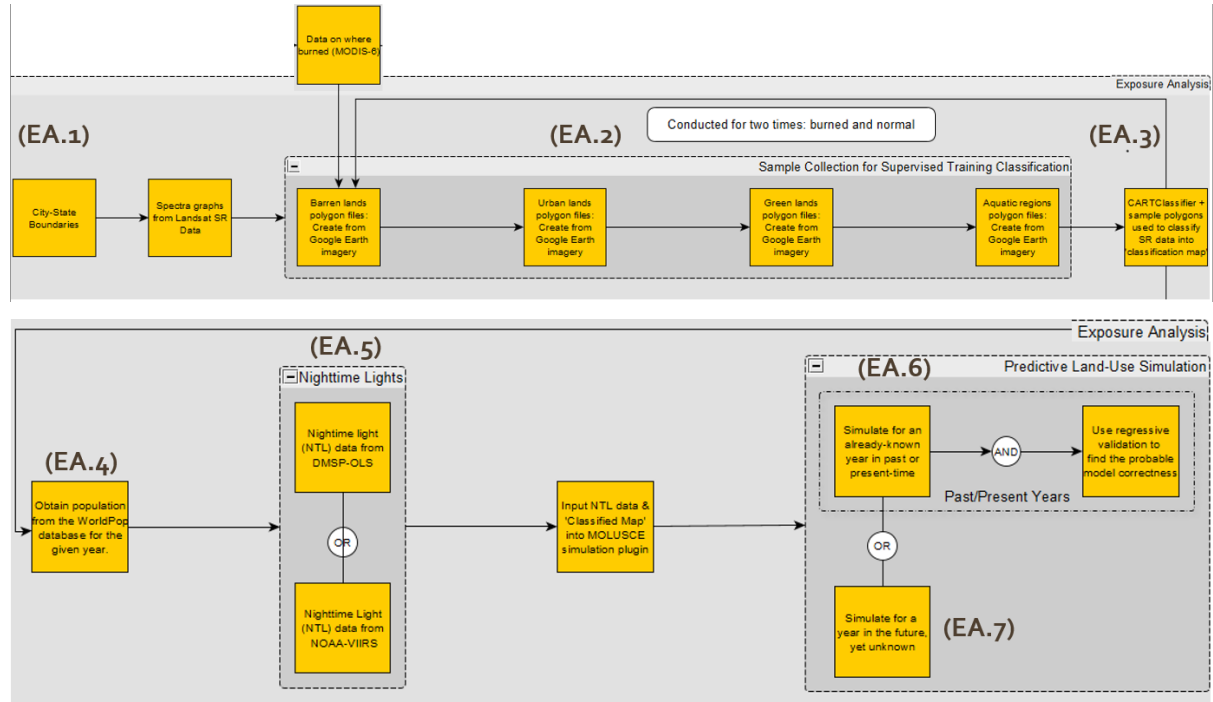 Data on where
burned (MODIS-6)
Exposure Analysis
Conducted for two times: burned and normal
(EA.1)
(EA.2)
(EA.3)
Sample Collection for Supervised Training Classification
City-State
Boundaries
Spectra graphs
from Landsat SR
Data
Barren lands
polygon files:
Create from
Google Earth
imagery
Urban lands
polygon files:
Create from
Google Earth
imagery
Green lands
polygon files:
Create from
Google Earth
imagery
Aquatic regions
polygon files:
Create from
Google Earth
imagery
CARTClassifier +
sample polygons
used to classify
SR data into
'classification map'
Exposure Analysis
(EA.4)
Obtain population
from the WorldPop
database for the
given year.
(EA.5)
Nighttime Lights
Nightime light
(NTL) data from
DMSP-OLS
OR
Nighttime Light
(NTL) data from
NOAA-VIIRS
Input NTL data &
'Classified Map'
into MOLUSCE
simulation plugin
(EA.6)
Predictive Land-Use Simulation
Simulate for an
already-known
year in past or
present-time
AND
Use regressive
validation to
find the probable
model correctness
Past/Present Years
OR
Simulate for a
year in the future,
yet unknown
(EA.7)